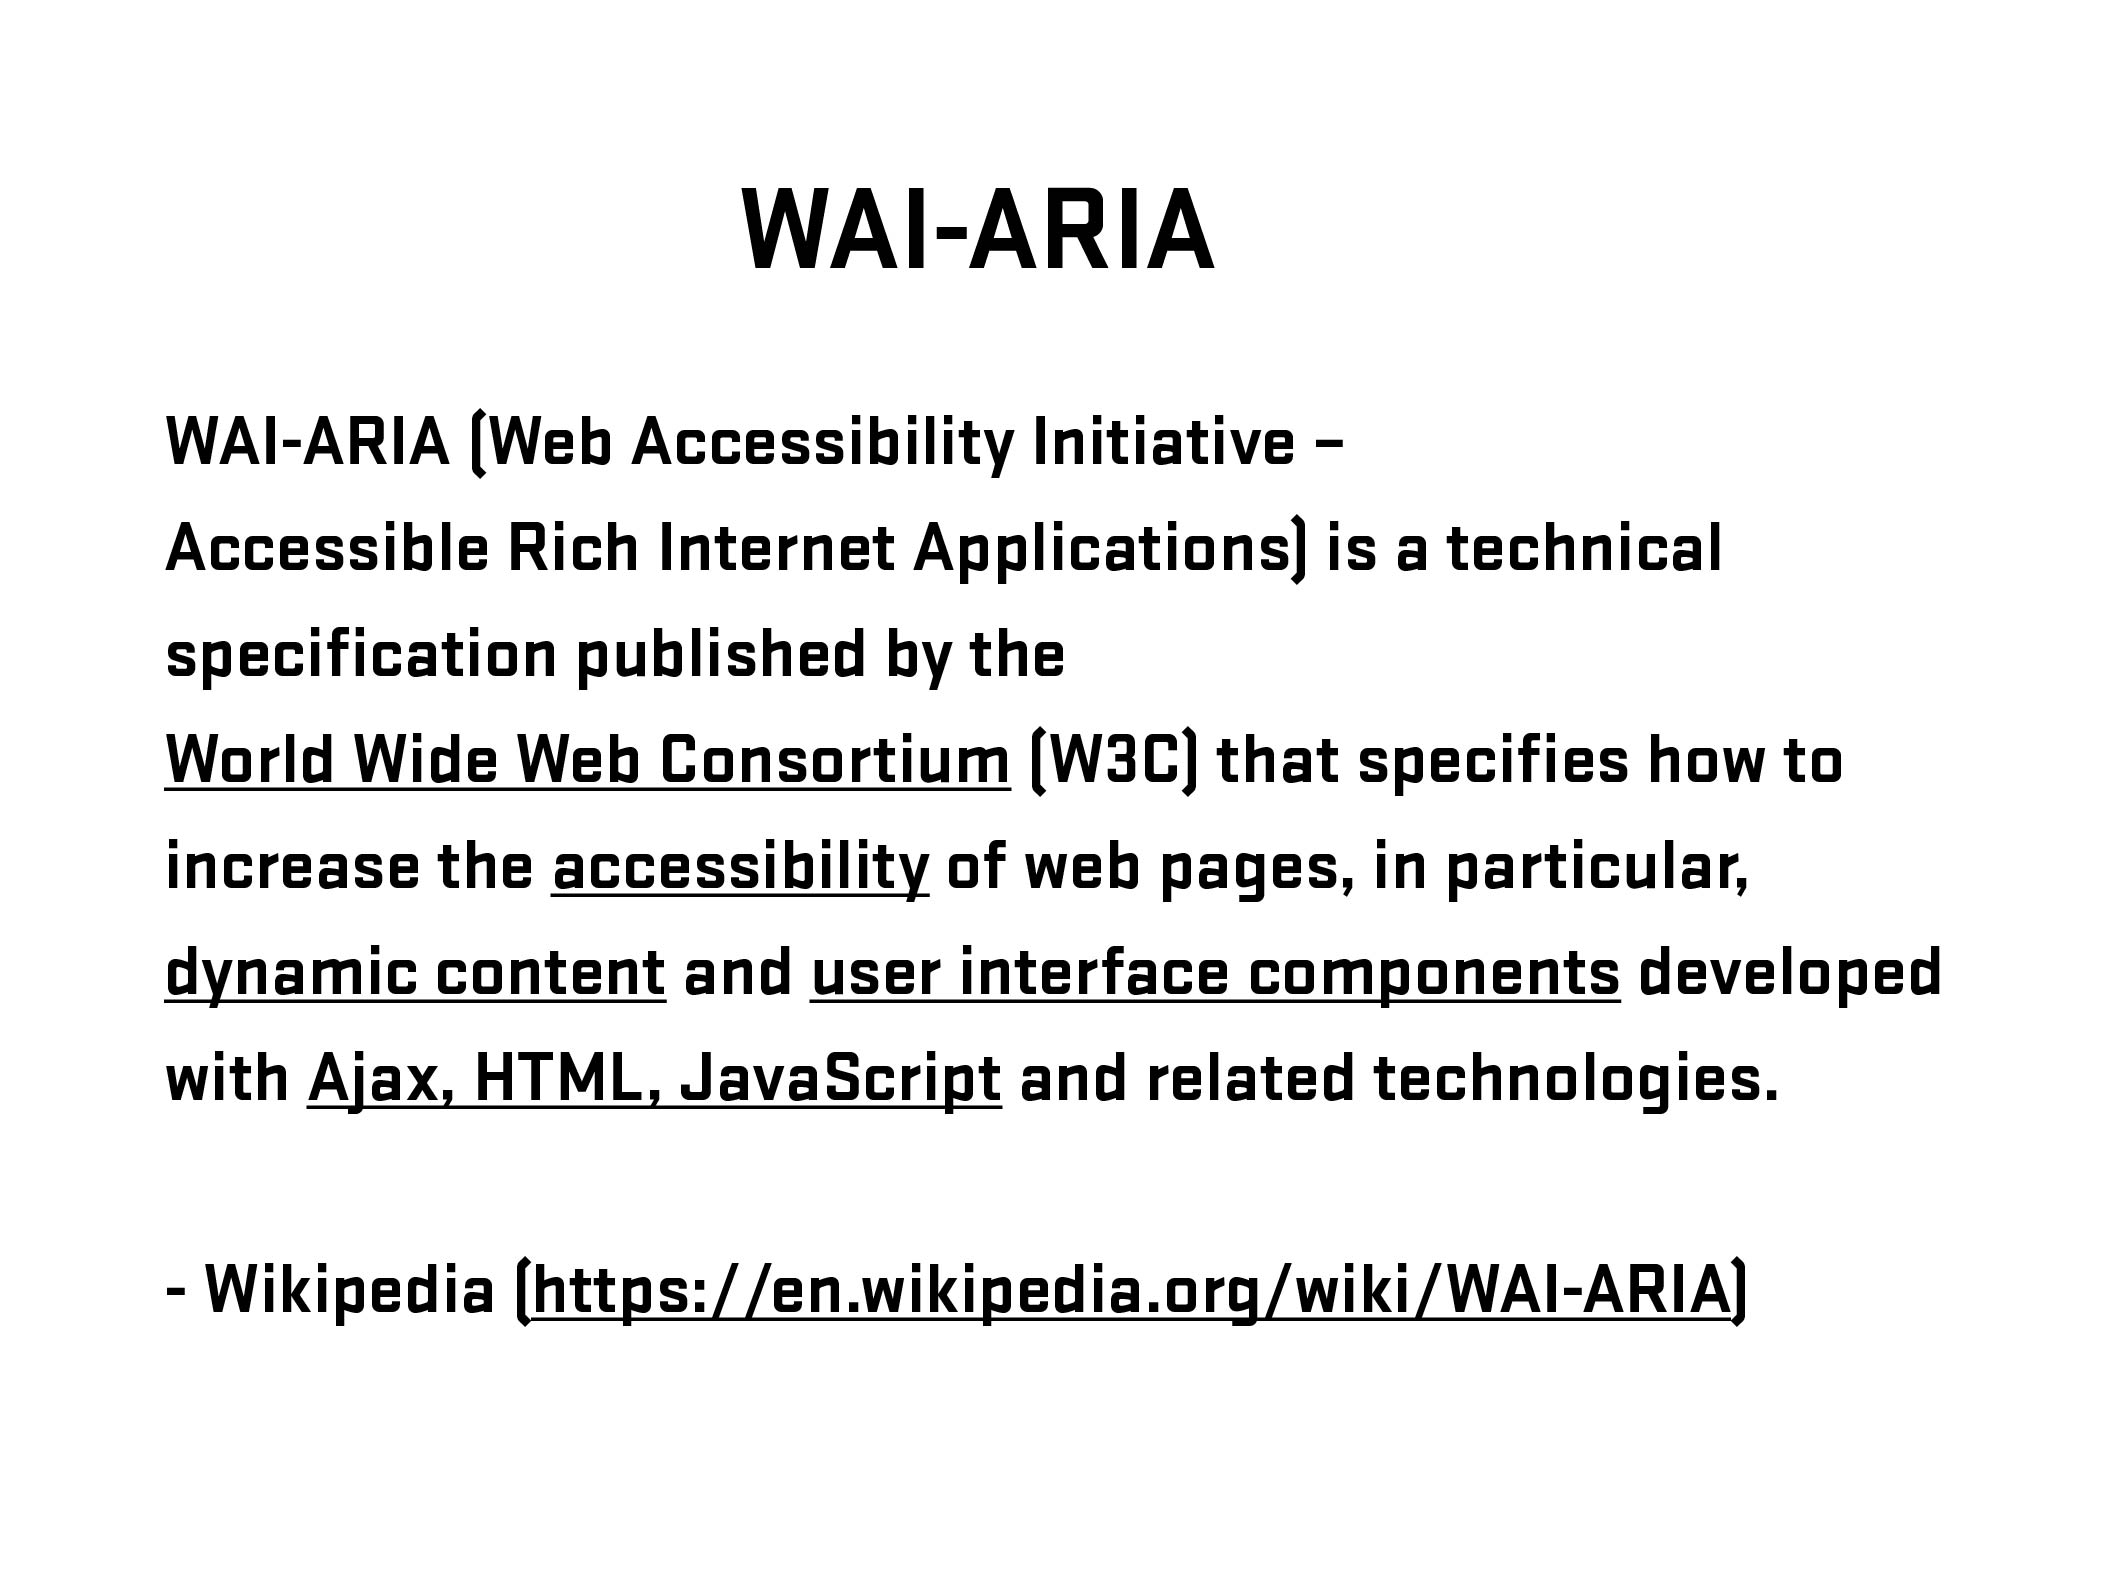 WAI-ARIA
WAI-ARIA (Web Accessibility Initiative –
Accessible Rich Internet Applications) is a technical
specification published by the
World Wide Web Consortium (W3C) that specifies how to
increase the accessibility of web pages, in particular,
dynamic content and user interface components developed
with Ajax, HTML, JavaScript and related technologies.
- Wikipedia (https://en.wikipedia.org/wiki/WAI-ARIA)